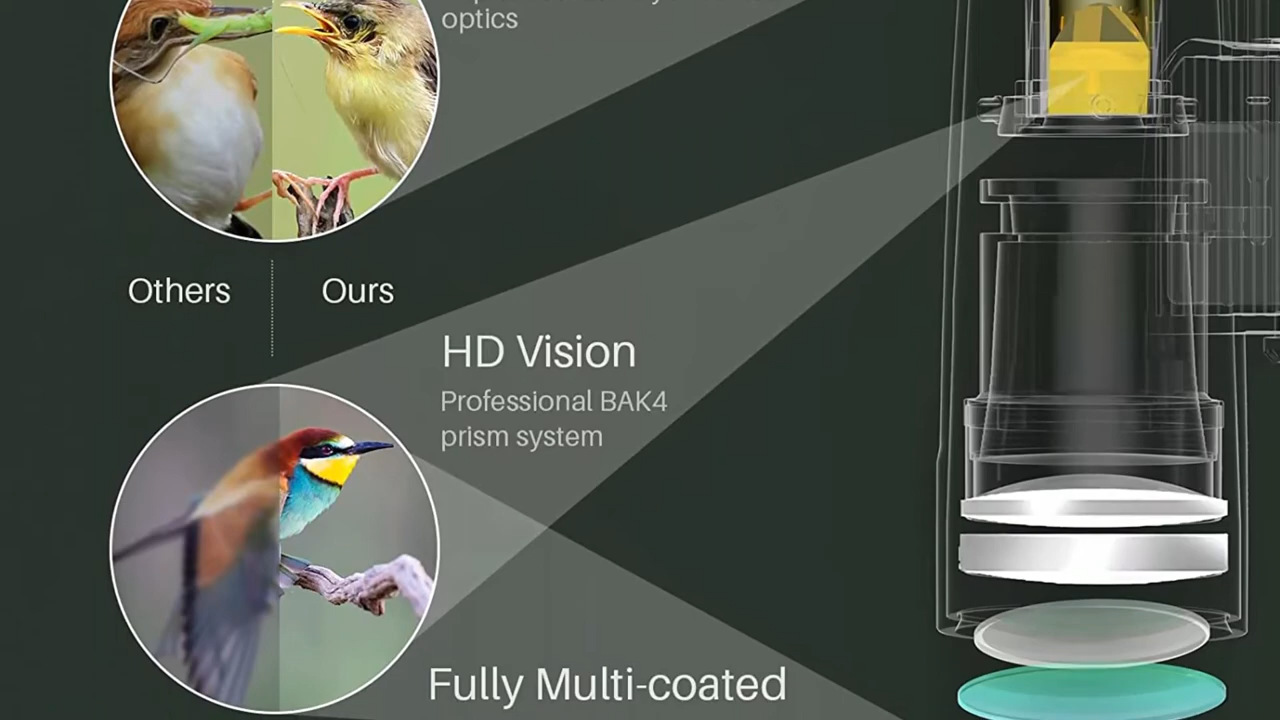 optics
Others
Ours
HD Vision
Professional BAK4
prism system
Fully Multi-coated